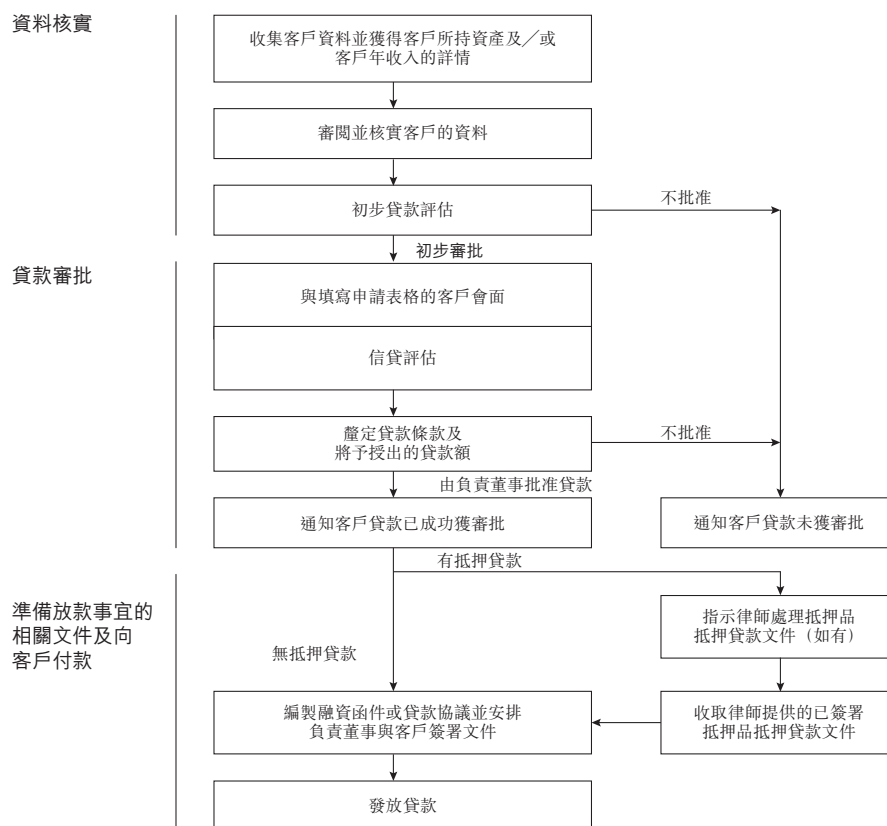 資料核實
收集客戶資料並獲得客戶所持資產及／或
客戶年收入的詳情
審閱並核實客戶的資料
初步貸款評估
不批准
初步審批
貸款審批
與填寫申請表格的客戶會面
信貸評估
釐定貸款條款及
將予授出的貸款額
不批准
由負責董事批准貸款
通知客戶貸款已成功獲審批
通知客戶貸款未獲審批
有抵押貸款
準備放款事宜的
相關文件及向
客戶付款
指示律師處理抵押品
抵押貸款文件（如有）
無抵押貸款
編製融資函件或貸款協議並安排
負責董事與客戶簽署文件
收取律師提供的已簽署
抵押品抵押貸款文件
發放貸款